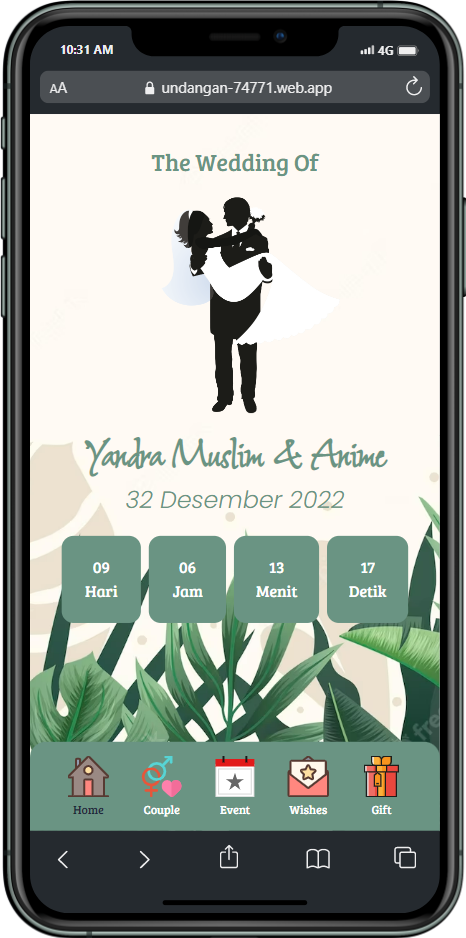 10:31 AM
4G
AA
undangan-74771.web.app
The Wedding Of
Yandra Muslim & Anime
32 Desember 2022
09 06 13 17
Hari Jam Menit Detik
Home Couple Event Wishes Gift